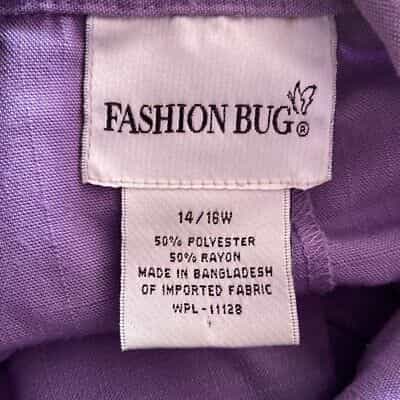 FASHION BUG®
14/16W
50% POLYESTER
50% RAYON
MADE IN BANGLADESH
OF IMPORTED FABRIC
WPL-11128